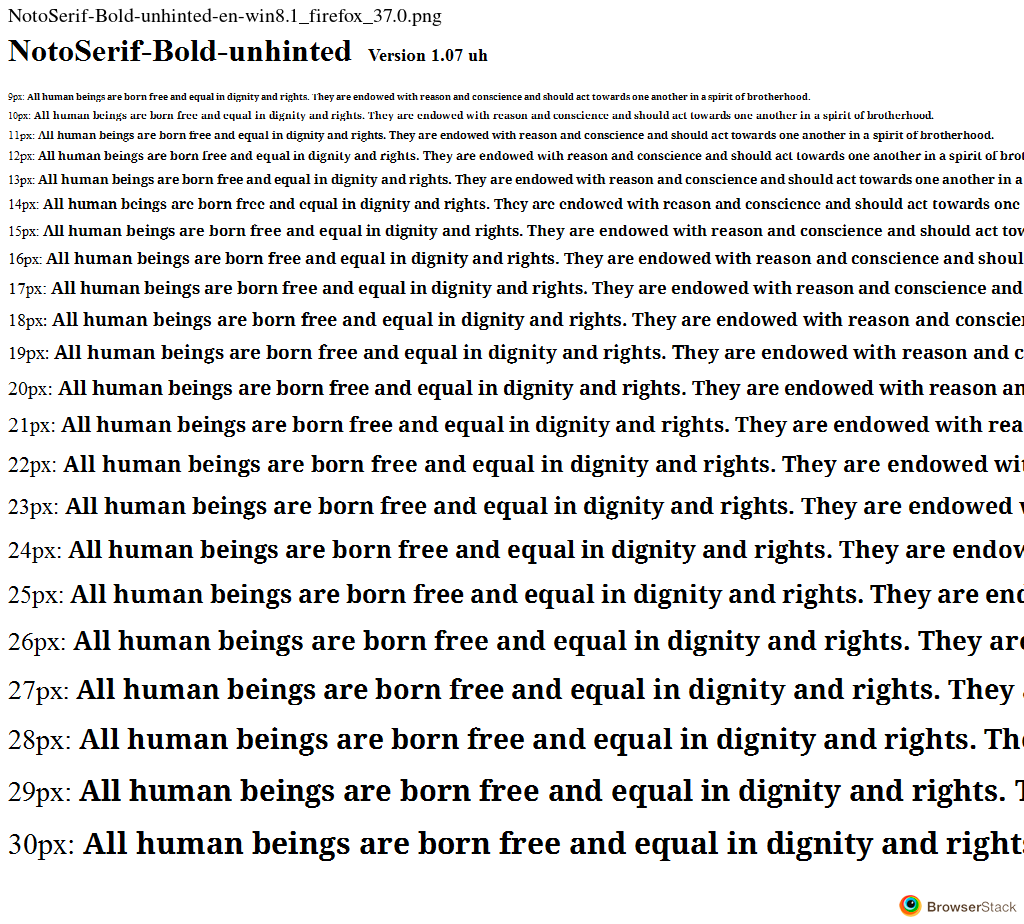 NotoSerif-Bold-unhinted-en-win8.1_firefox_37.0.png
NotoSerif-Bold-unhinted Version 1.07 uh
9px: All human beings are born free and equal in dignity and rights. They are endowed with reason and conscience and should act towards one another in a spirit of brotherhood.
10px: All human beings are born free and equal in dignity and rights. They are endowed with reason and conscience and should act towards one another in a spirit of brotherhood.
11px: All human beings are born free and equal in dignity and rights. They are endowed with reason and conscience and should act towards one another in a spirit of brotherhood.
12px: All human beings are born free and equal in dignity and rights. They are endowed with reason and conscience and should act towards one another in a spirit of brot
13px: All human beings are born free and equal in dignity and rights. They are endowed with reason and conscience and should act towards one another in a
14px: All human beings are born free and equal in dignity and rights. They are endowed with reason and conscience and should act towards one
15px: All human beings are born free and equal in dignity and rights. They are endowed with reason and conscience and should act tow
16px: All human beings are born free and equal in dignity and rights. They are endowed with reason and conscience and shoul
17px: All human beings are born free and equal in dignity and rights. They are endowed with reason and conscience and
18px: All human beings are born free and equal in dignity and rights. They are endowed with reason and conscie
19px: All human beings are born free and equal in dignity and rights. They are endowed with reason and c
20px: All human beings are born free and equal in dignity and rights. They are endowed with reason an
21px: All human beings are born free and equal in dignity and rights. They are endowed with rea
22px: All human beings are born free and equal in dignity and rights. They are endowed wi
23px: All human beings are born free and equal in dignity and rights. They are endowed
24px: All human beings are born free and equal in dignity and rights. They are endow
25px: All human beings are born free and equal in dignity and rights. They are end
26px: All human beings are born free and equal in dignity and rights. They are
27px: All human beings are born free and equal in dignity and rights. They
28px: All human beings are born free and equal in dignity and rights. Th
29px: All human beings are born free and equal in dignity and rights. T
30px: All human beings are born free and equal in dignity and rights
BrowserStack